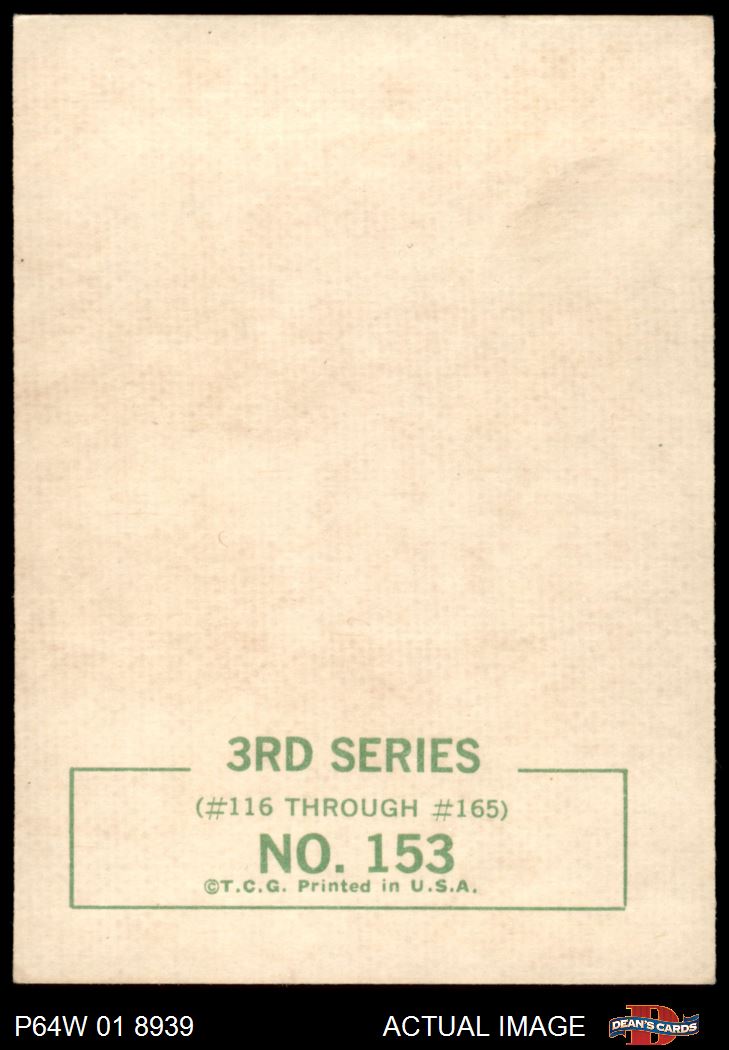 3RD SERIES
(#116 THROUGH #165)
NO. 153
©T.C.G. Printed in U.S.A.
P64W 01 8939
ACTUAL IMAGE
DEAN'S CARDS